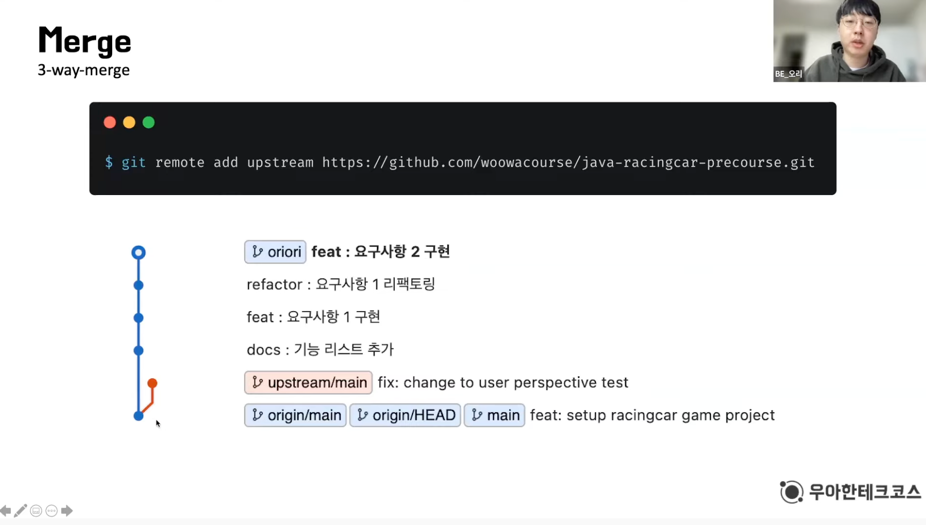 Merge
3-way-merge
BE_오리
$ git remote add upstream https://github.com/woowacourse/java-racingcar-precourse.git
oriori feat : 요구사항 2 구현
refactor : 요구사항 1 리팩토링
feat : 요구사항 1 구현
docs : 기능 리스트 추가
upstream/main fix: change to user perspective test
origin/main origin/HEAD main feat: setup racingcar game project
우아한테크코스